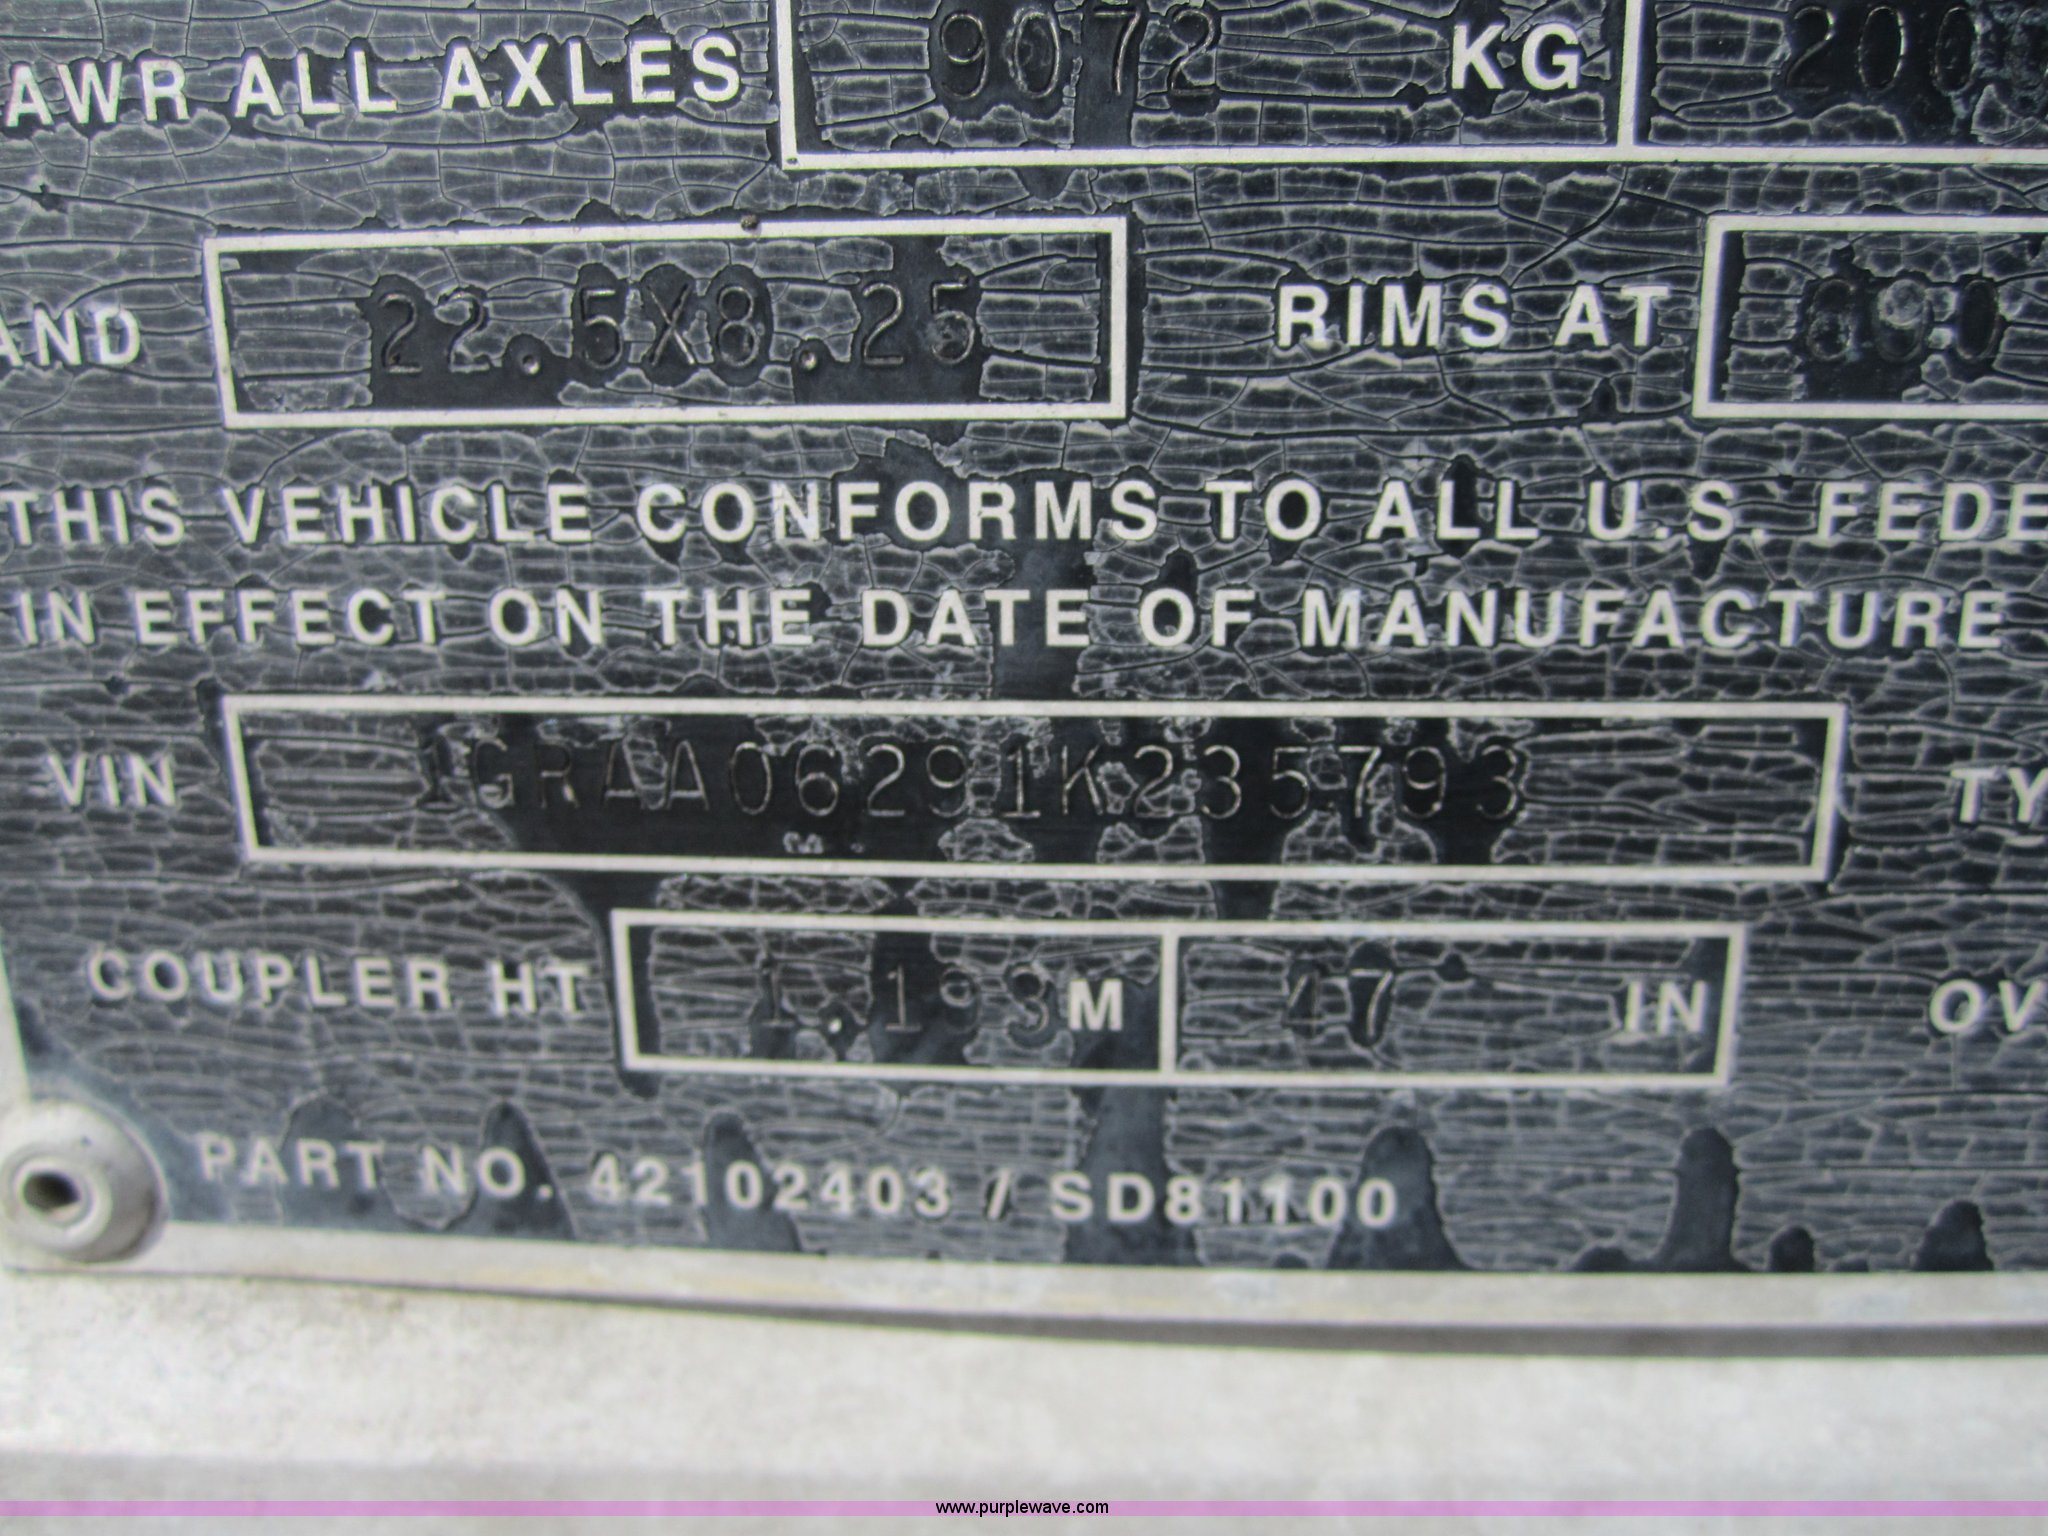 AWR ALL AXLES 9072 KG 200
AND 22.5X8.25 RIMS AT
THIS VEHICLE CONFORMS TO ALL U.S. FEDE
IN EFFECT ON THE DATE OF MANUFACTURE
VIN 1GRAA06291K235793 TY
COUPLER HT 1.193M 47 IN OV
PART NO. 42102403 / SD81100
www.purplewave.com